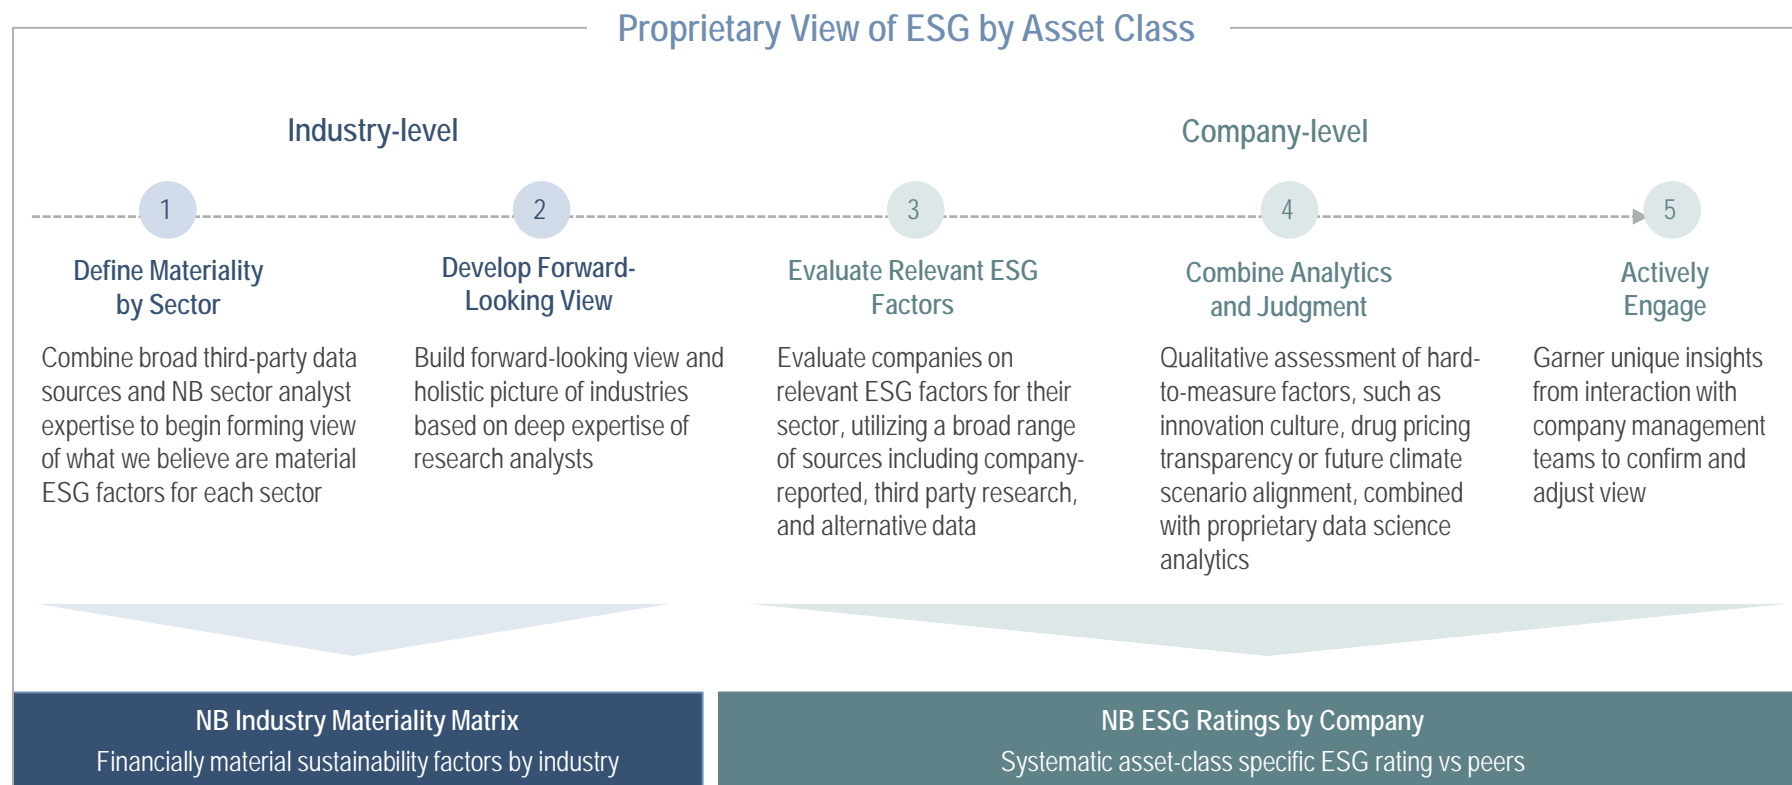 Proprietary View of ESG by Asset Class
Industry-level
Company-level
1
2
3
4
5
Define Materiality
by Sector
Combine broad third-party data
sources and NB sector analyst
expertise to begin forming view
of what we believe are material
ESG factors for each sector
Develop Forward-
Looking View
Build forward-looking view and
holistic picture of industries
based on deep expertise of
research analysts
Evaluate Relevant ESG
Factors
Evaluate companies on
relevant ESG factors for their
sector, utilizing a broad range
of sources including company-
reported, third party research,
and alternative data
Combine Analytics
and Judgment
Qualitative assessment of hard-
to-measure factors, such as
innovation culture, drug pricing
transparency or future climate
scenario alignment, combined
with proprietary data science
analytics
Actively
Engage
Garner unique insights
from interaction with
company management
teams to confirm and
adjust view
NB Industry Materiality Matrix
Financially material sustainability factors by industry
NB ESG Ratings by Company
Systematic asset-class specific ESG rating vs peers